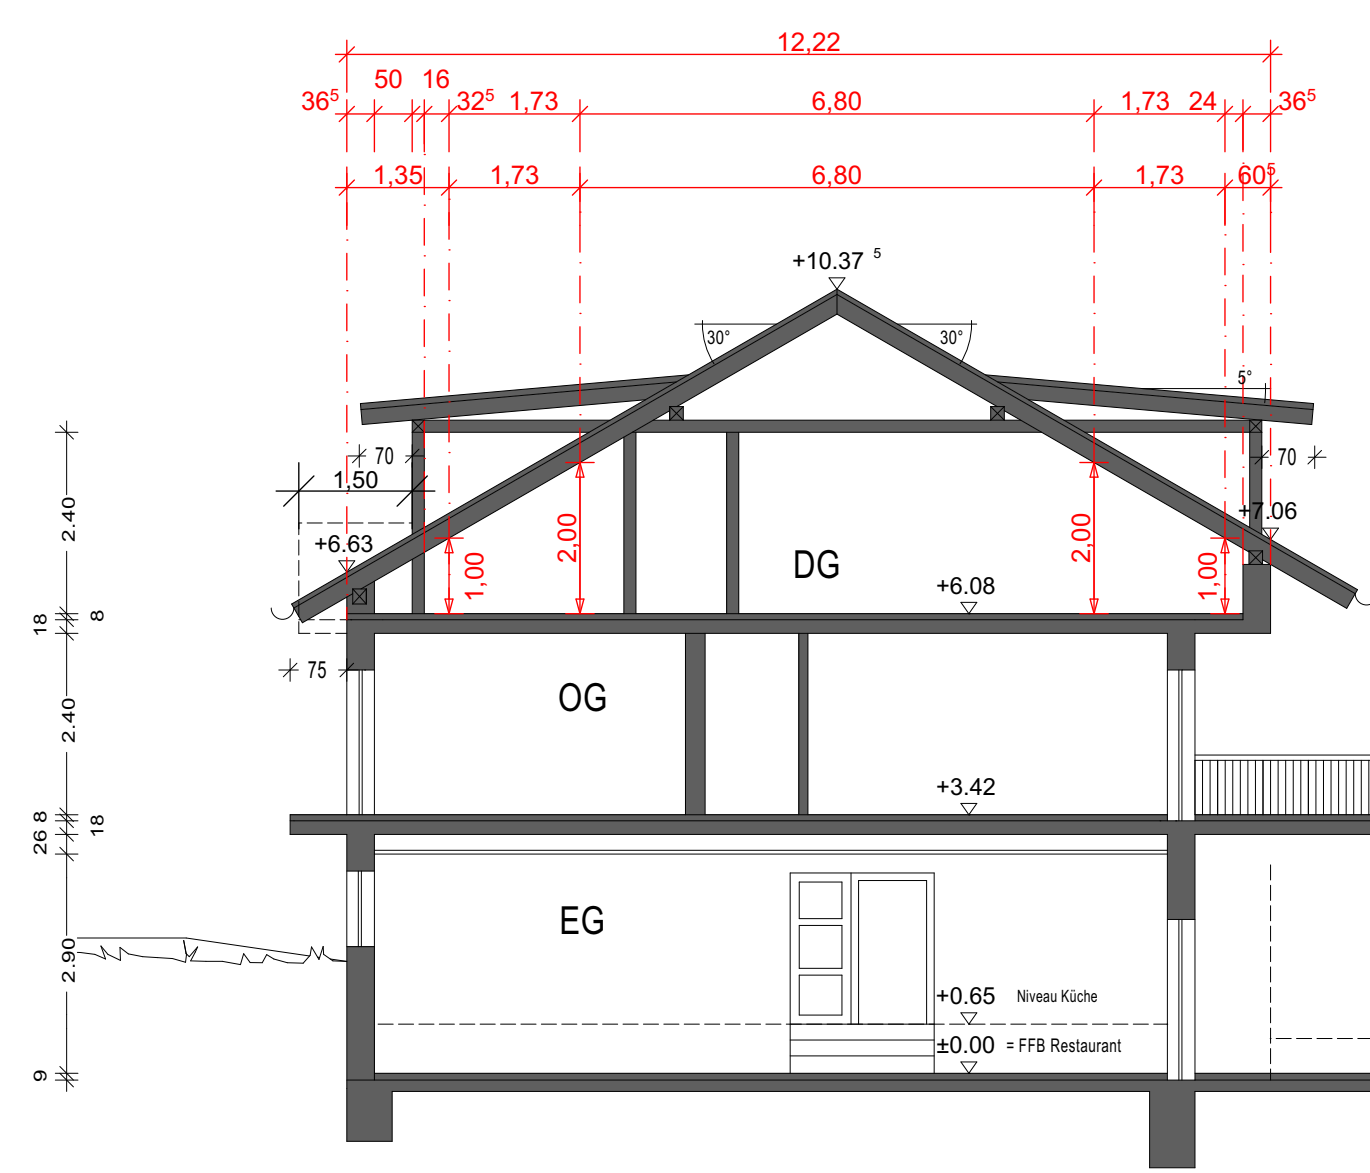 12,22
50 16
36⁵ 32⁵ 1,73 6,80 1,73 24 36⁵
1,35 1,73 6,80 1,73 60⁵
+10.37 ⁵
30° 30°
5°
70 70
1,50
2.40
+6.63 +7.06
1,00 2,00 DG 2,00 1,00
+6.08
18 8
75
OG
2.40
+3.42
8 18
26
EG
2.90
+0.65 Niveau Küche
±0.00 = FFB Restaurant
9